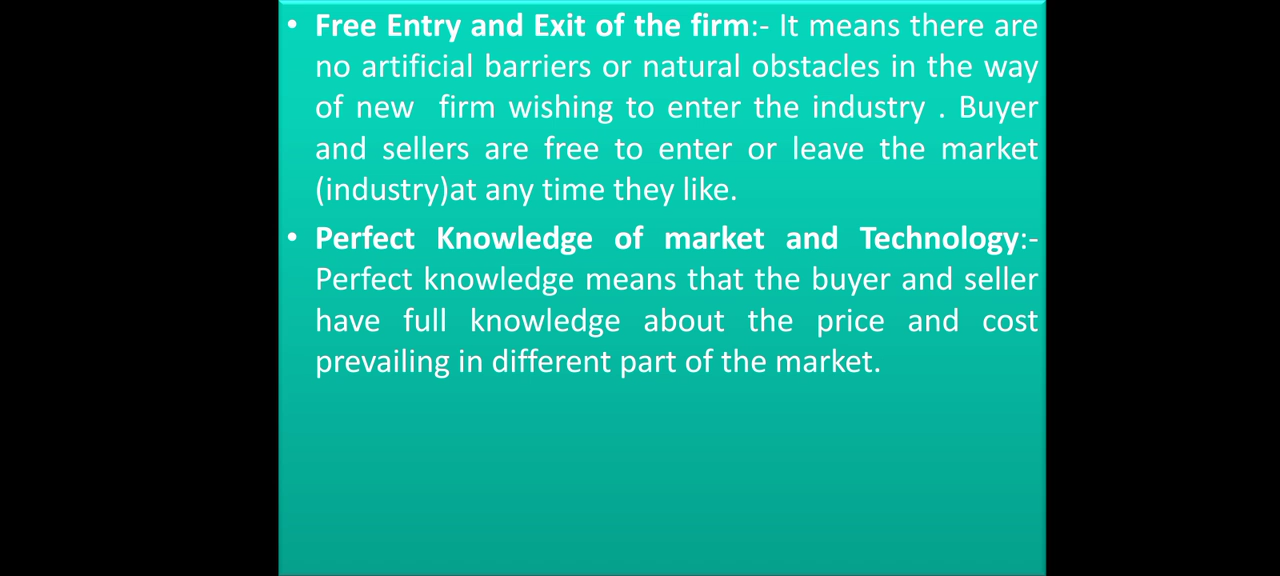 • Free Entry and Exit of the firm:- It means there are
no artificial barriers or natural obstacles in the way
of new  firm wishing to enter the industry . Buyer
and sellers are free to enter or leave the market
(industry)at any time they like.
• Perfect Knowledge of market and Technology:-
Perfect knowledge means that the buyer and seller
have full knowledge about the price and cost
prevailing in different part of the market.